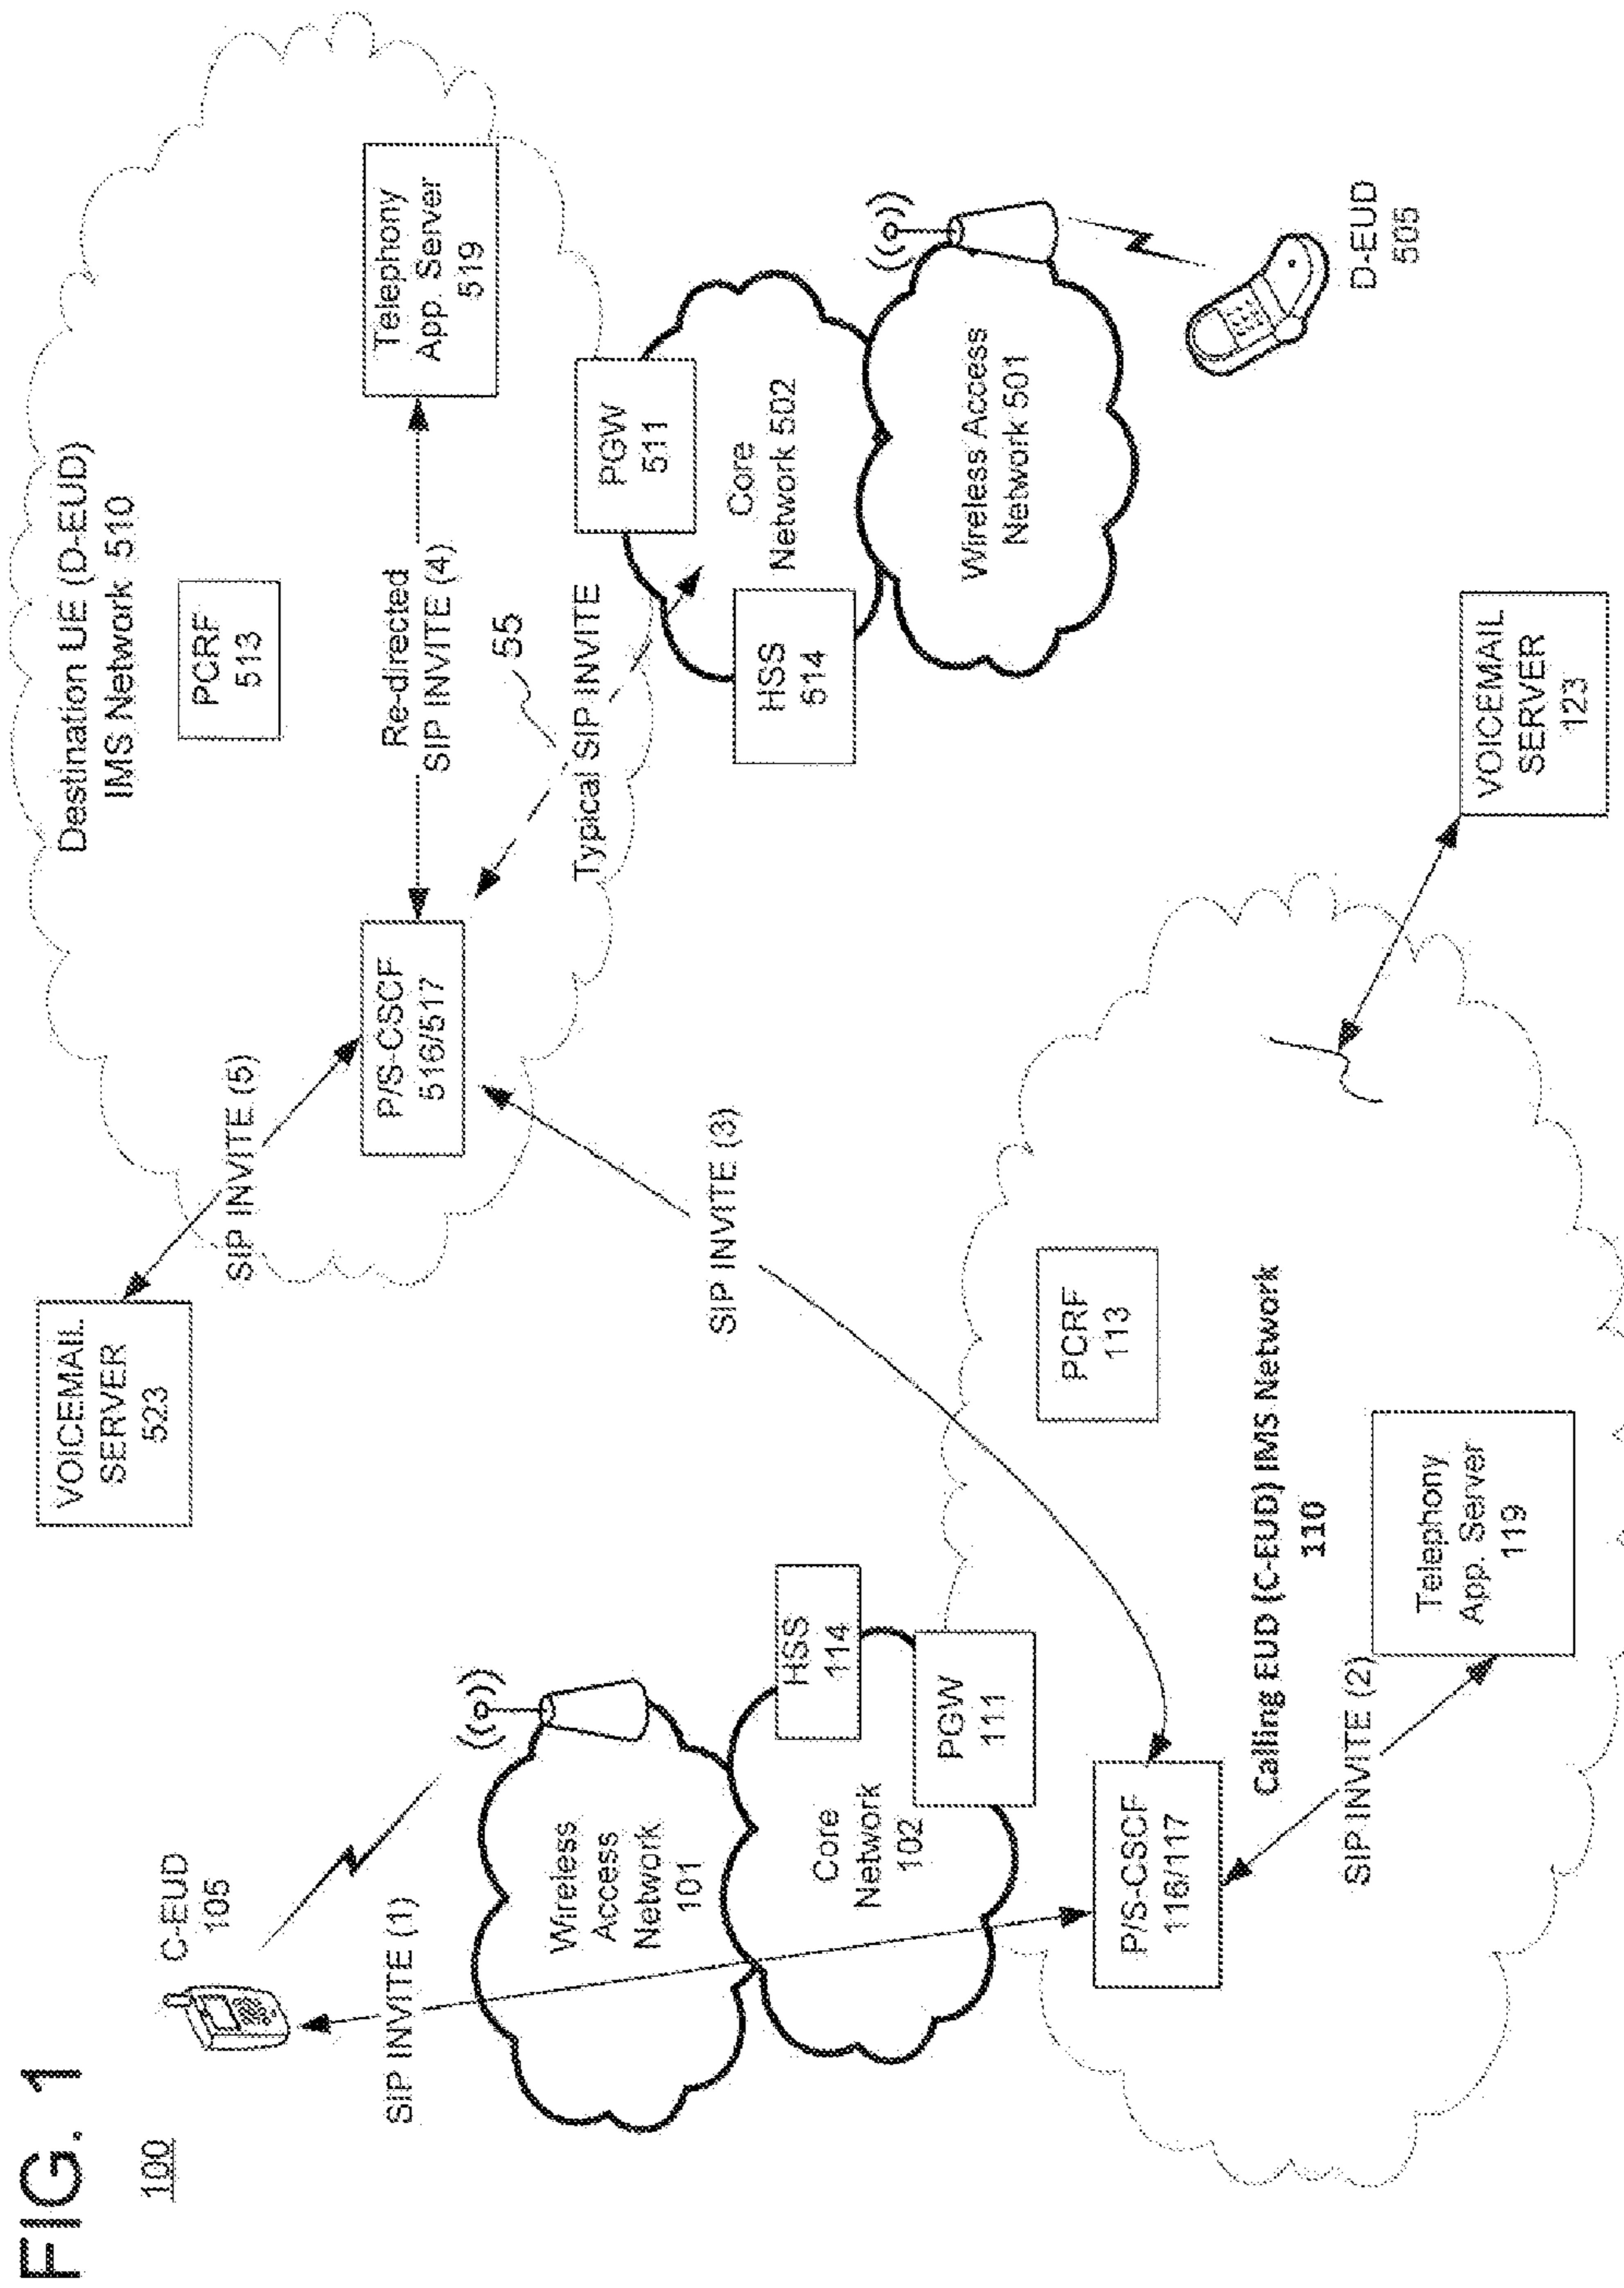 FIG. 1
100
C-EUD
105
SIP INVITE (1)
Wireless
Access
Network
101
Core
Network
102
HSS
114
PGW
111
P/S-CSCF
116/117
SIP INVITE (2)
Calling EUD (C-EUD) IMS Network
110
Telephony
App. Server
119
PCRF
113
SIP INVITE (3)
VOICEMAIL
SERVER
523
SIP INVITE (5)
P/S-CSCF
516/517
Destination UE (D-EUD)
IMS Network 510
PCRF
513
Re-directed
SIP INVITE (4)
55
Typical SIP INVITE
Telephony
App. Server
519
PGW
511
Core
Network 502
HSS
514
Wireless Access
Network 501
D-EUD
505
VOICEMAIL
SERVER
123